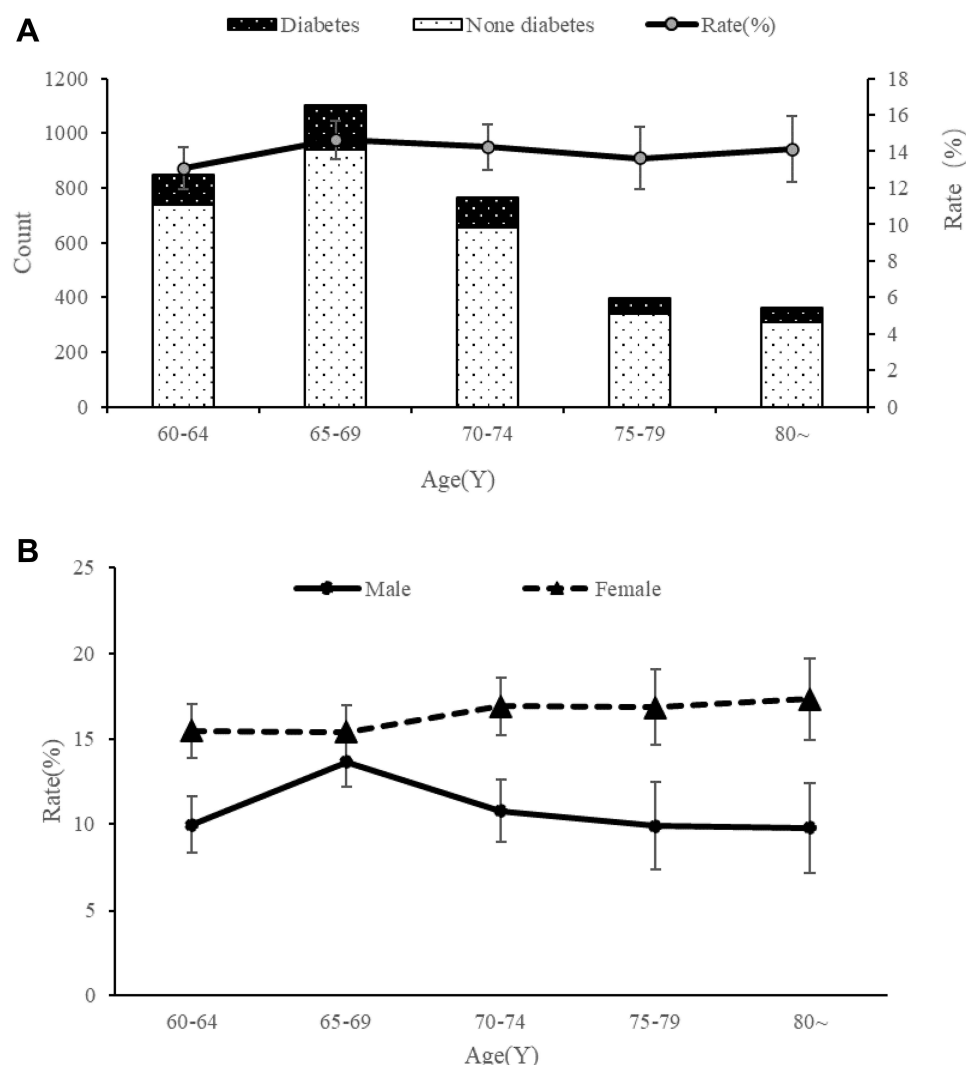 A
Diabetes None diabetes Rate(%)
1200
1000
800
600
400
200
0
Count
18
16
14
12
10
8
6
4
2
0
Rate (%)
60-64 65-69 70-74 75-79 80~
Age(Y)
B
Male Female
25
20
15
10
5
0
Rate(%)
60-64 65-69 70-74 75-79 80~
Age(Y)